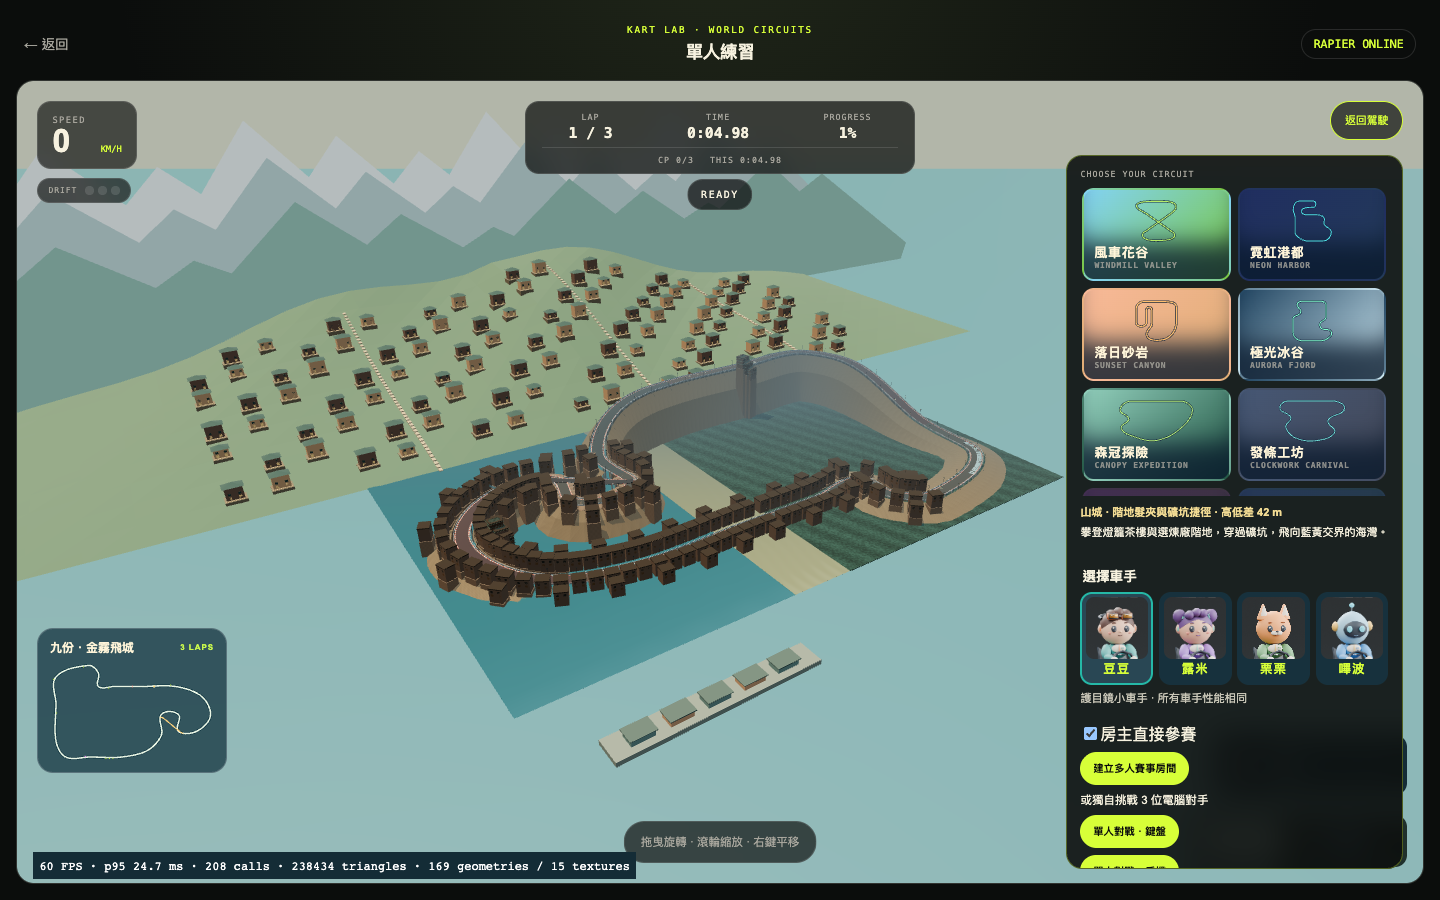 KART LAB · WORLD CIRCUITS
← 返回
單人練習
RAPIER ONLINE
SPEED
0
KM/H
DRIFT
LAP
TIME
PROGRESS
1 / 3
0:04.98
1%
CP 0/3 THIS 0:04.98
READY
返回駕駛
CHOOSE YOUR CIRCUIT
風車花谷
WINDMILL VALLEY
霓虹港都
NEON HARBOR
落日砂岩
SUNSET CANYON
極光冰谷
AURORA FJORD
森冠探險
CANOPY EXPEDITION
發條工坊
CLOCKWORK CARNIVAL
山城 · 階地髮夾與礦坑捷徑 · 高低差 42 m
攀登燈籠茶樓與選煉廠階地，穿過礦坑，飛向藍黃交界的海灣。
選擇車手
豆豆
露米
栗栗
嗶波
護目鏡小車手 · 所有車手性能相同
房主直接參賽
建立多人賽事房間
或獨自挑戰 3 位電腦對手
單人對戰 · 鍵盤
九份 · 金霧飛城
3 LAPS
拖曳旋轉 · 滾輪縮放 · 右鍵平移
60 FPS · p95 24.7 ms · 208 calls · 238434 triangles · 169 geometries / 15 textures